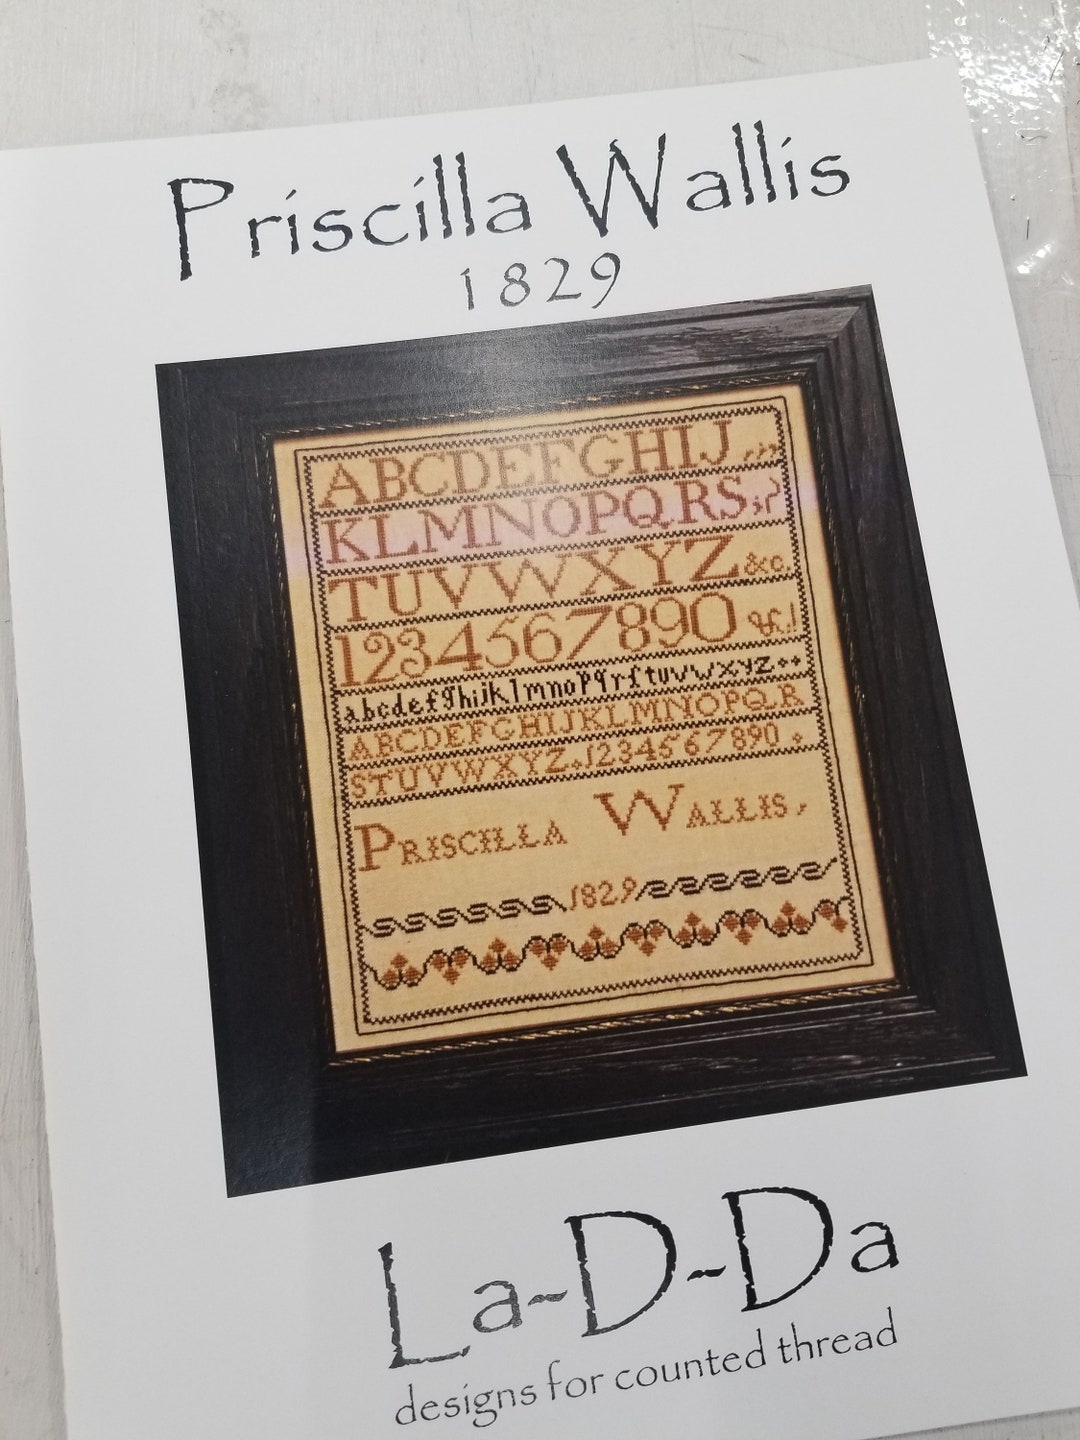 Priscilla Wallis
1829
ABCDEFGHIJ
KLMNOPQRS;?
TUVWXYZ &c.
1234567890
abcdefghijklmnopqrſtuvwxyz
ABCDEFGHIJKLMNOPQR
STUVWXYZ 1234567890
PRISCILLA WALLIS,
1829
La~D~Da
designs for counted thread